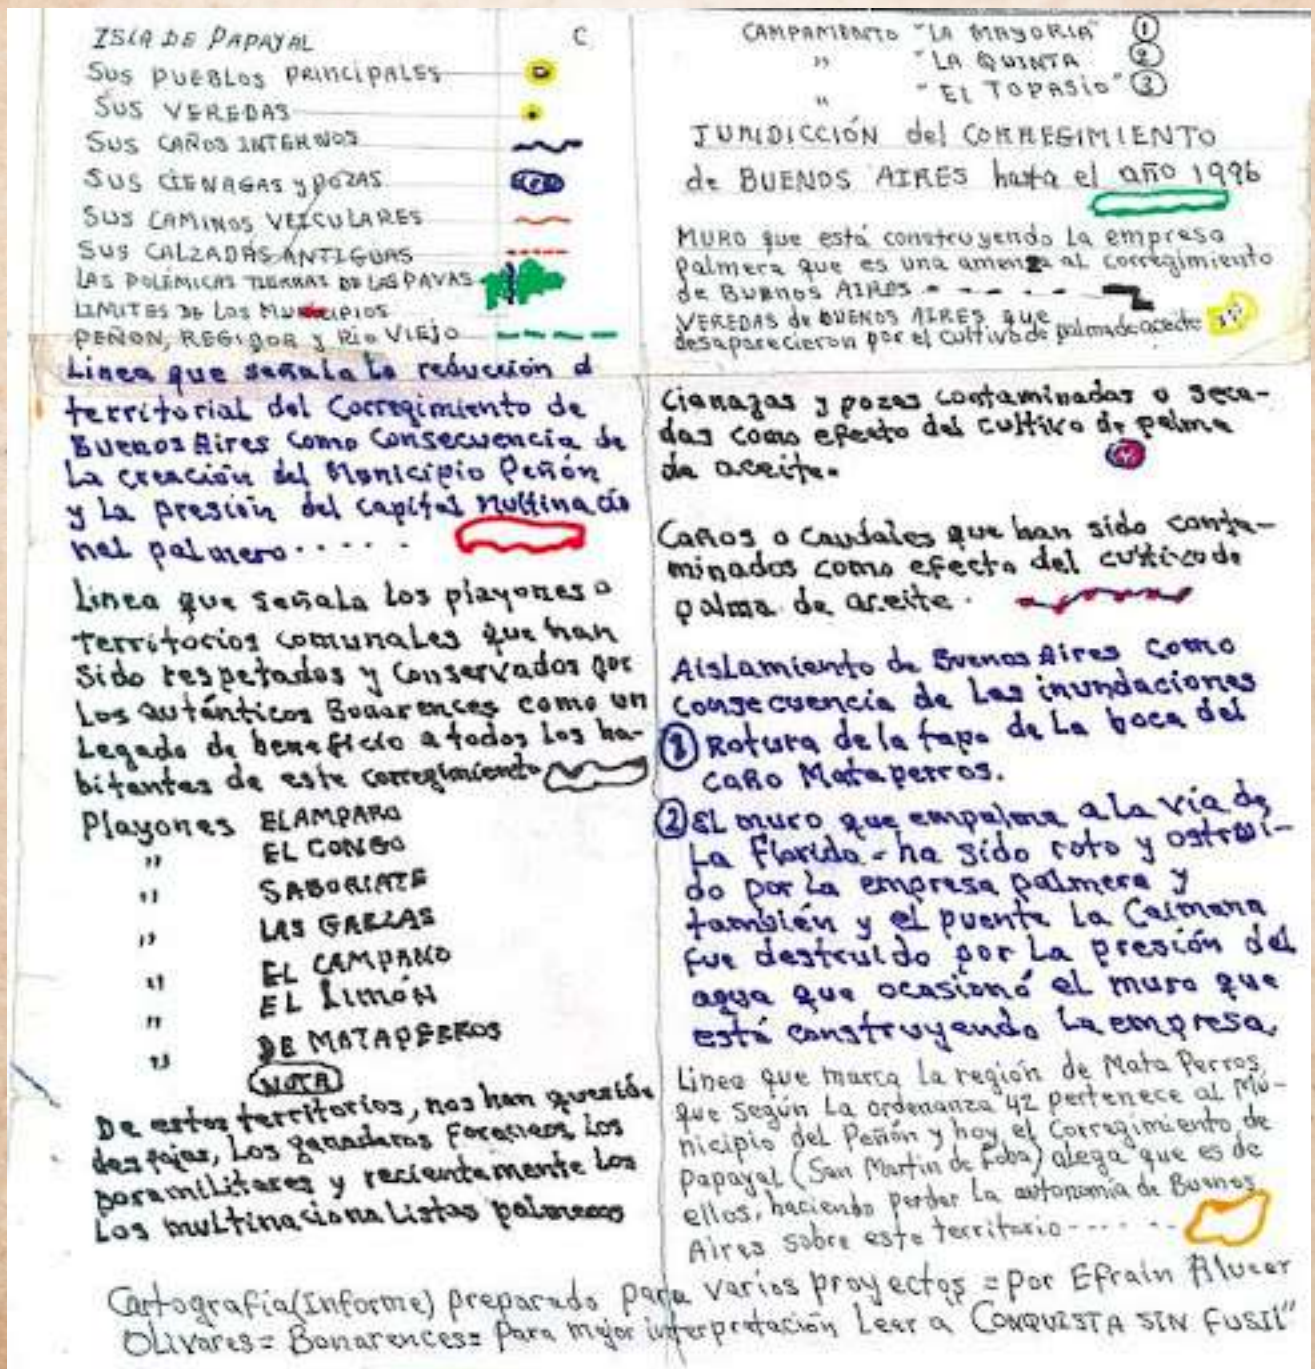 ISLA DE PAPAYAL C
SUS PUEBLOS PRINCIPALES
SUS VEREDAS
SUS CAÑOS INTERNOS
SUS CIENAGAS y POZAS
SUS CAMINOS VEICULARES
SUS CALZADAS ANTIGUAS
LAS POLÉMICAS TIERRAS DE LAS PAVAS
LIMITES DE LOS MUNICIPIOS
PEÑON, REGIDOR y Rio VIEJO
Linea que señala la reducción d
territorial del Corregimiento de
Buenos Aires como consecuencia de
La creación del Municipio Peñón
y La presión del capital Multinacio
nal palmero . . . . .
Linea que señala los playones o
territorios comunales que han
sido respetados y conservados por
Los auténticos Bonarences como un
Legado de beneficio a todos los ha-
bitantes de este corregimiento
Playones EL AMPARO
" EL CONGO
" SABORIATE
" LAS GARZAS
" EL CAMPANO
" EL LIMÓN
" DE MATAPERROS
NOTA
De estos territorios, nos han querido
despojar, Los ganaderos foraneos, Los
paramilitares y recientemente Los
Los multinacionalistas palmeros
CAMPAMENTO "LA MAYORIA" 1
" "LA QUINTA 2
" "EL TOPASIO" 3
JURIDICCIÓN del CORREGIMIENTO
de BUENOS AIRES hasta el año 1996
MURO que está construyendo La empresa
palmera que es una amenza al corregimiento
de BUENOS AIRES - - - - -
VEREDAS de BUENOS AIRES que
desaparecieron por el cultivo de palma de aceite
Cianagas y pozas contaminadas o seca-
das como efecto del cultivo de palma
de aceite.
Caños o caudales que han sido conta-
minados como efecto del cultivo de
palma de aceite.
Aislamiento de Buenos Aires como
consecuencia de Las inundaciones
1 Rotura de la tapa de La boca del
caño Mataperros.
2 El muro que empalma a la vía de
La Florida - ha sido roto y ostrui-
do por La empresa palmera y
también y el puente La Caimana
fue destruido por La presión del
agua que ocasionó el muro que
está construyendo La empresa.
Linea que marca La región de Mata Perros,
que según La ordenanza 42 pertenece al Mu-
nicipio del Peñón y hoy el Corregimiento de
Papayal (San Martin de Loba) alega que es de
ellos, haciendo perder La autonomía de Buenos
Aires sobre este territorio - - - - -
Cartografia (Informe) preparado para varios proyectos = por Efraín Alvear
Olivares = Bonarences = Para mejor interpretación Leer a "CONQUISTA SIN FUSIL"